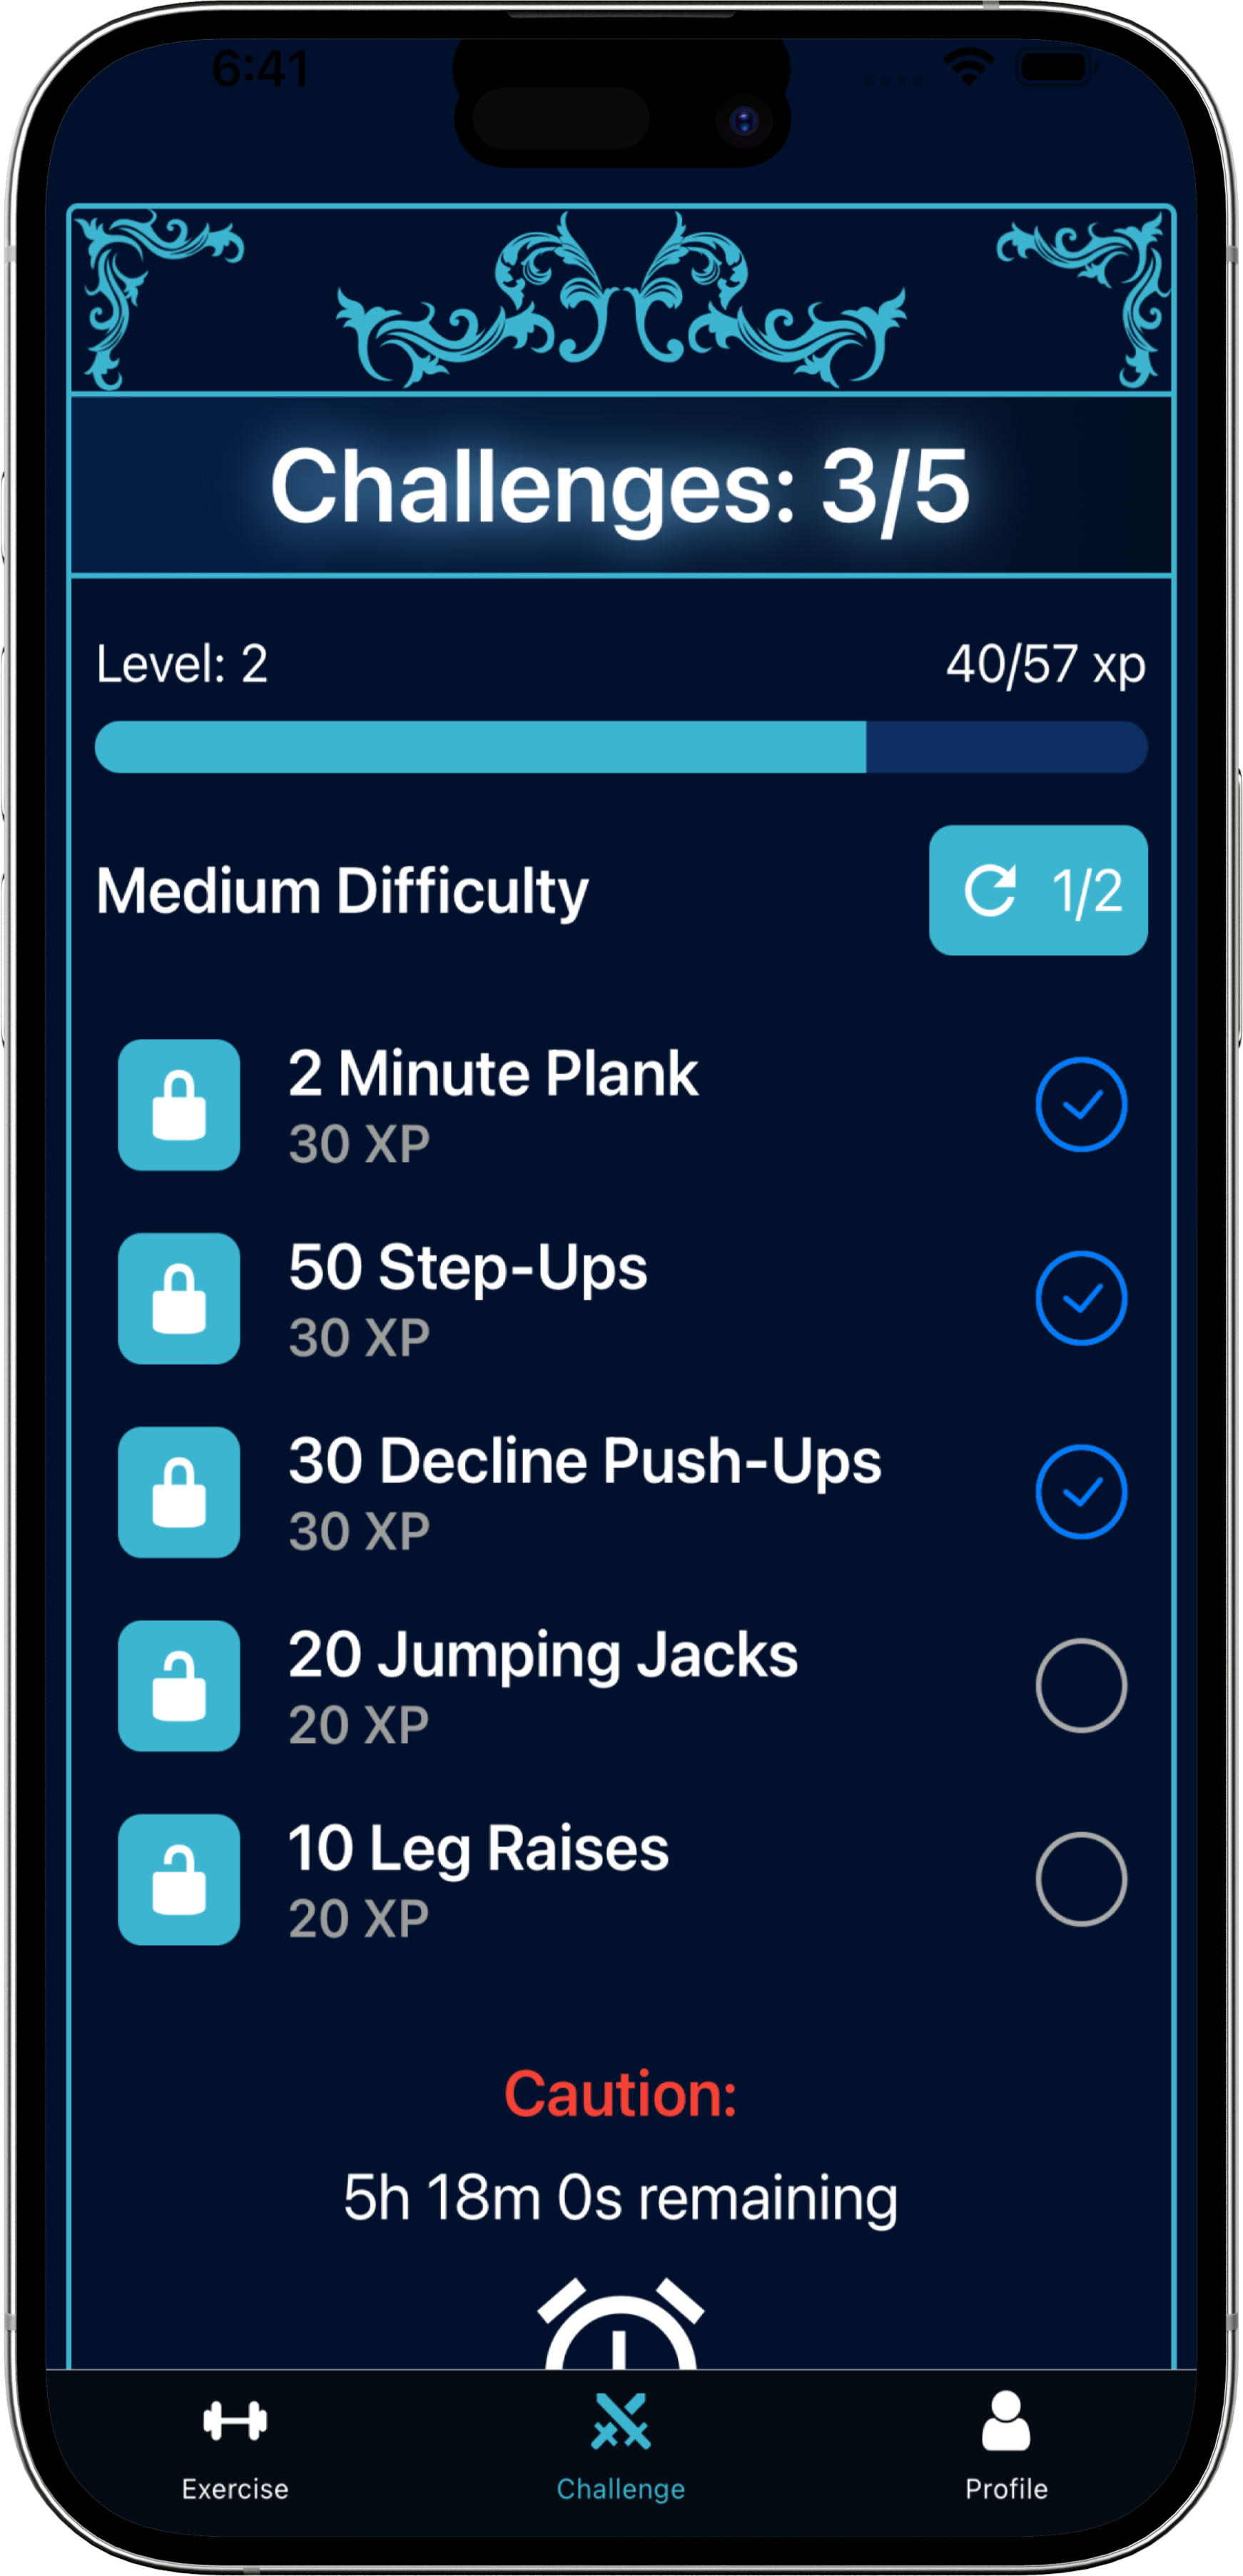 6:41
Challenges: 3/5
Level: 2
40/57 xp
Medium Difficulty
1/2
2 Minute Plank
30 XP
50 Step-Ups
30 XP
30 Decline Push-Ups
30 XP
20 Jumping Jacks
20 XP
10 Leg Raises
20 XP
Caution:
5h 18m 0s remaining
Exercise
Challenge
Profile